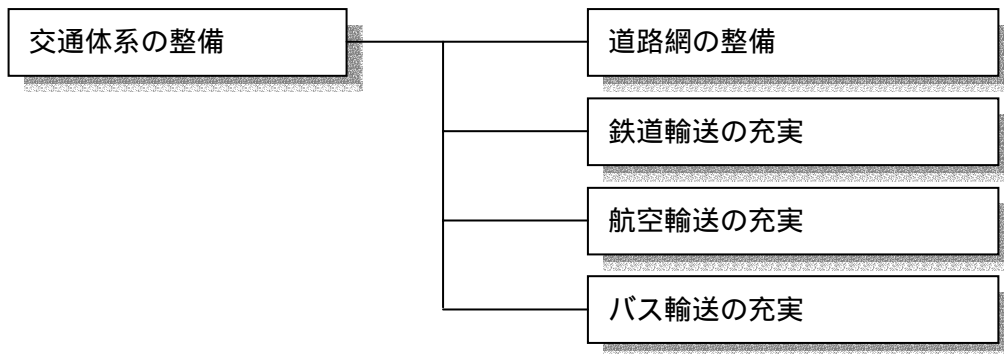 交通体系の整備
道路網の整備
鉄道輸送の充実
航空輸送の充実
バス輸送の充実